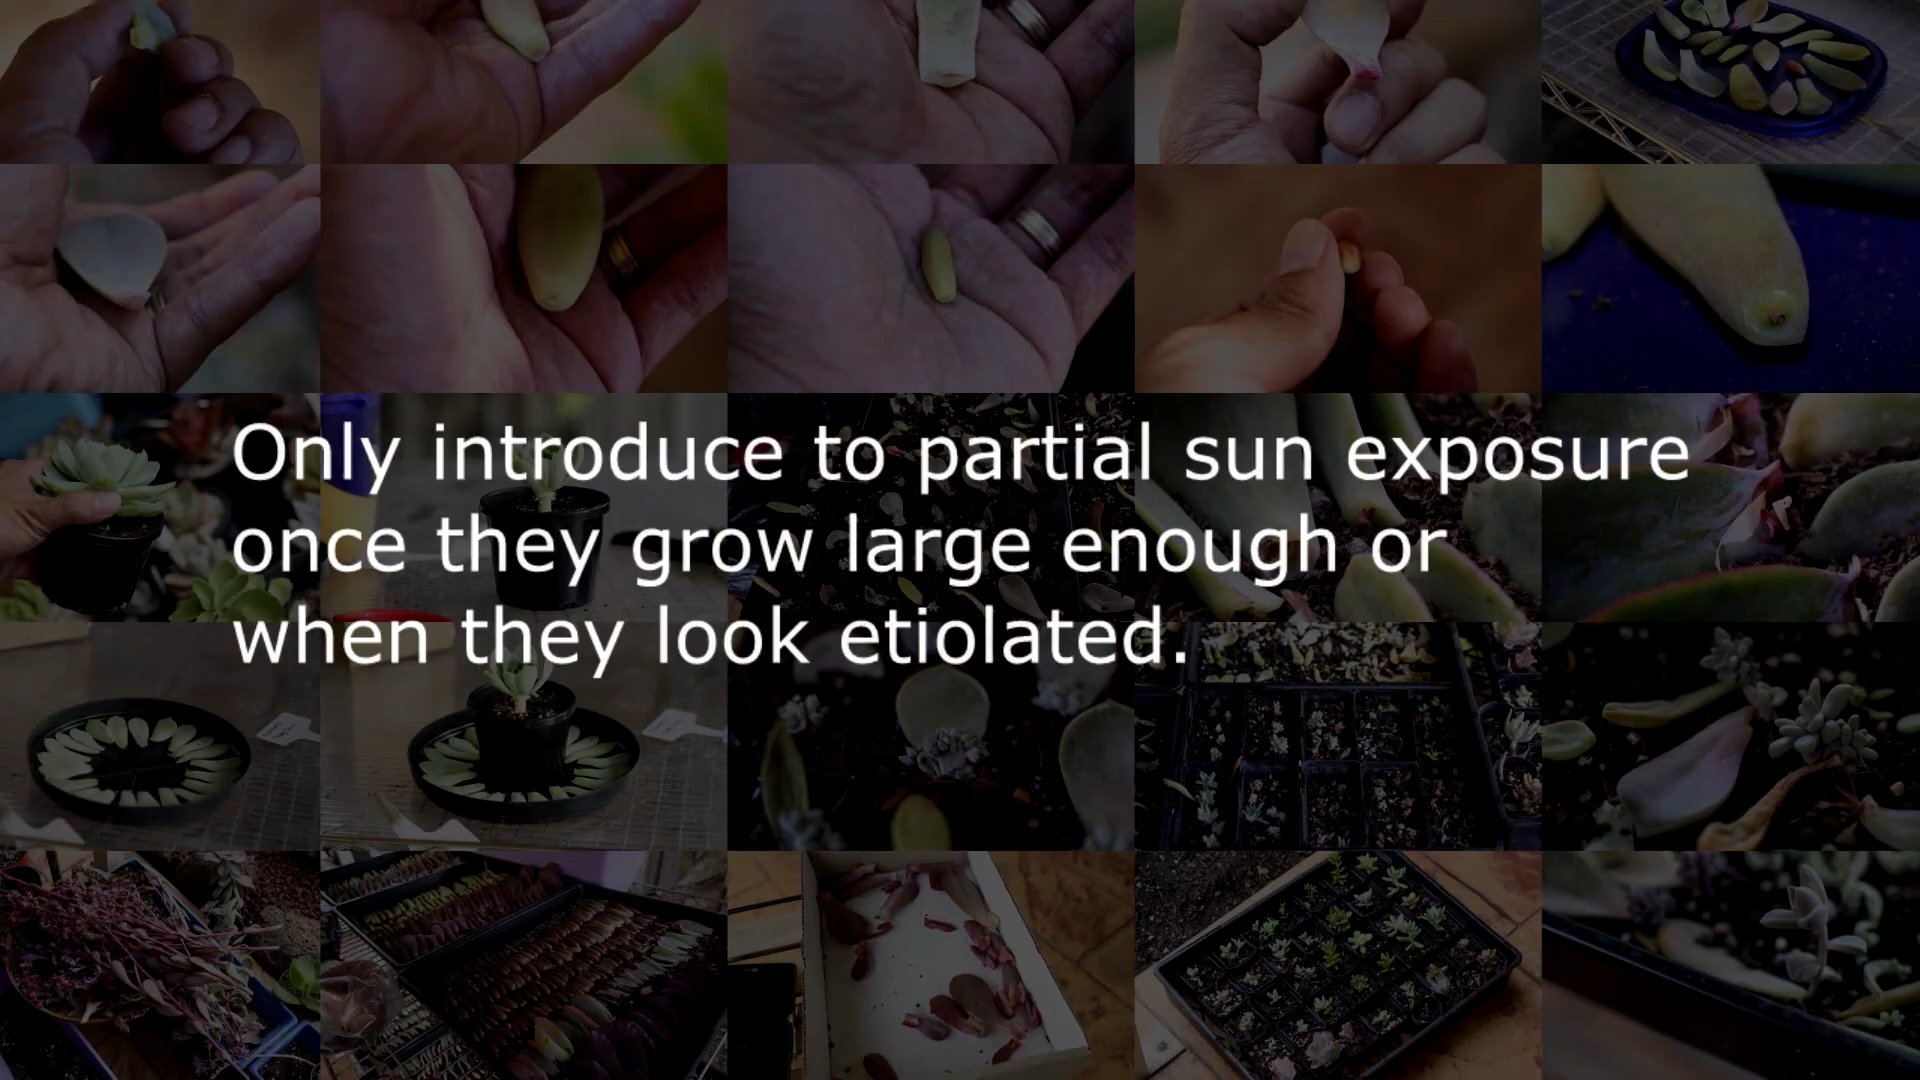 Only introduce to partial sun exposure
once they grow large enough or
when they look etiolated.